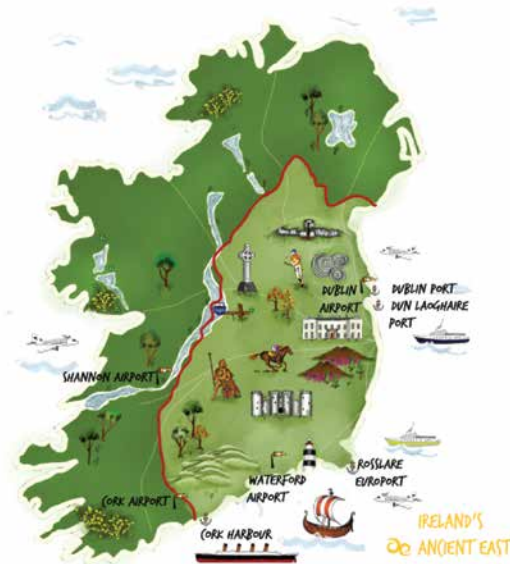 DUBLIN
AIRPORT
DUBLIN PORT
DUN LAOGHAIRE
PORT
SHANNON AIRPORT
ROSSLARE
EUROPORT
WATERFORD
AIRPORT
CORK AIRPORT
CORK HARBOUR
IRELAND'S
ANCIENT EAST